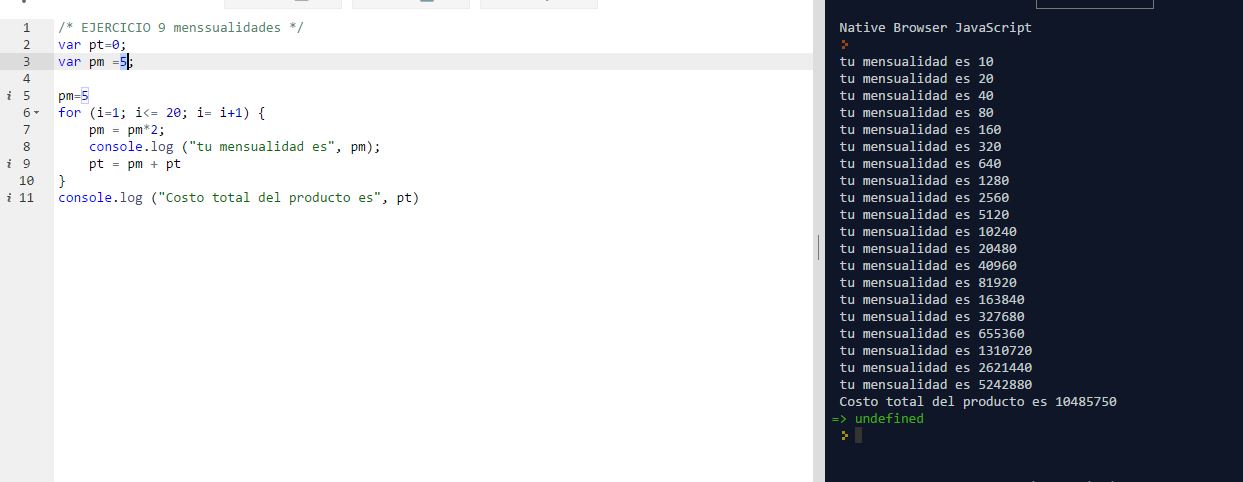 1 /* EJERCICIO 9 menssualidades */
2 var pt=0;
3 var pm =5;
4
i 5 pm=5
6 for (i=1; i<= 20; i= i+1) {
7 pm = pm*2;
8 console.log ("tu mensualidad es", pm);
i 9 pt = pm + pt
10 }
i 11 console.log ("Costo total del producto es", pt)
Native Browser JavaScript
tu mensualidad es 10
tu mensualidad es 20
tu mensualidad es 40
tu mensualidad es 80
tu mensualidad es 160
tu mensualidad es 320
tu mensualidad es 640
tu mensualidad es 1280
tu mensualidad es 2560
tu mensualidad es 5120
tu mensualidad es 10240
tu mensualidad es 20480
tu mensualidad es 40960
tu mensualidad es 81920
tu mensualidad es 163840
tu mensualidad es 327680
tu mensualidad es 655360
tu mensualidad es 1310720
tu mensualidad es 2621440
tu mensualidad es 5242880
Costo total del producto es 10485750
=> undefined